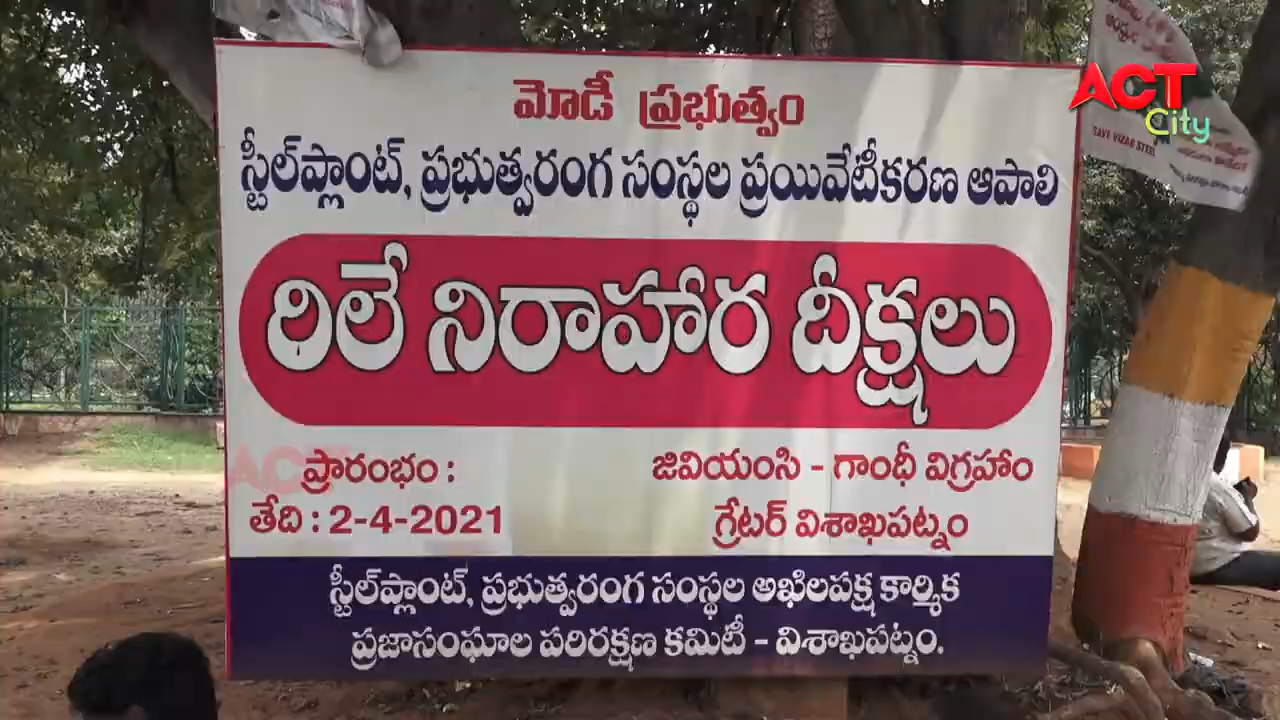 మోడీ ప్రభుత్వం
స్టీల్‌ప్లాంట్, ప్రభుత్వరంగ సంస్థల ప్రయివేటీకరణ ఆపాలి
రిలే నిరాహార దీక్షలు
ప్రారంభం :
తేది : 2-4-2021
జివియంసి - గాంధీ విగ్రహాం
గ్రేటర్ విశాఖపట్నం
స్టీల్‌ప్లాంట్, ప్రభుత్వరంగ సంస్థల అఖిలపక్ష కార్మిక
ప్రజాసంఘాల పరిరక్షణ కమిటీ - విశాఖపట్నం.
ACT
City
SAVE VIZAG STEEL
ACT